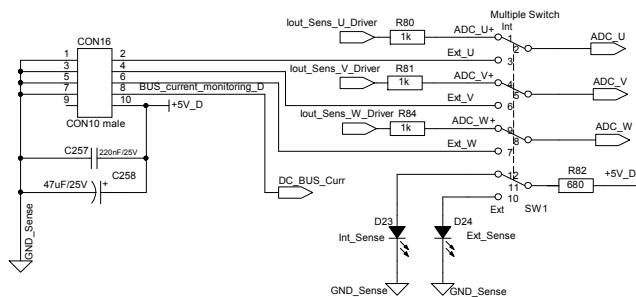 Multiple Switch
Int
Iout_Sens_U_Driver
R80
1k
ADC_U+
1
2
ADC_U
Ext_U
3
Iout_Sens_V_Driver
R81
1k
ADC_V+
4
5
ADC_V
Ext_V
6
Iout_Sens_W_Driver
R84
1k
ADC_W+
9
8
ADC_W
Ext_W
7
CON16
1 2
3 4
5 6
7 8
9 10
CON10 male
BUS_current_monitoring_D
+5V_D
C257
220nF/25V
C258
47uF/25V
+
DC_BUS_Curr
GND_Sense
12
11
10
Ext
SW1
R82
680
+5V_D
D23
Int_Sense
D24
Ext_Sense
GND_Sense
GND_Sense